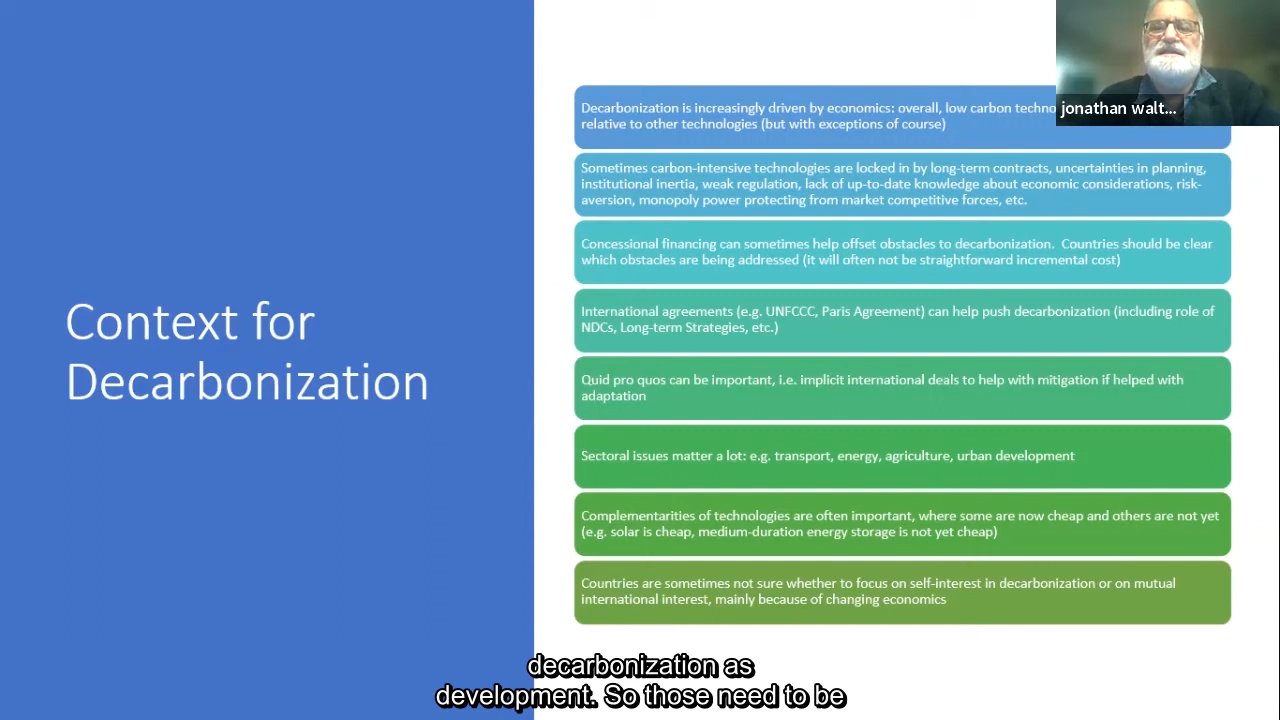 Context for
Decarbonization
Decarbonization is increasingly driven by economics: overall, low carbon
relative to other technologies (but with exceptions of course)
Sometimes carbon-intensive technologies are locked in by long-term contracts, uncertainties in planning,
institutional inertia, weak regulation, lack of up-to-date knowledge about economic considerations, risk-
aversion, monopoly power protecting from market competitive forces, etc.
Concessional financing can sometimes help offset obstacles to decarbonization.  Countries should be clear
which obstacles are being addressed (it will often not be straightforward incremental cost)
International agreements (e.g. UNFCCC, Paris Agreement) can help push decarbonization (including role of
NDCs, Long-term Strategies, etc.)
Quid pro quos can be important, i.e. implicit international deals to help with mitigation if helped with
adaptation
Sectoral issues matter a lot: e.g. transport, energy, agriculture, urban development
Complementarities of technologies are often important, where some are now cheap and others are not yet
(e.g. solar is cheap, medium-duration energy storage is not yet cheap)
Countries are sometimes not sure whether to focus on self-interest in decarbonization or on mutual
international interest, mainly because of changing economics
jonathan walt...
decarbonization as
development. So those need to be